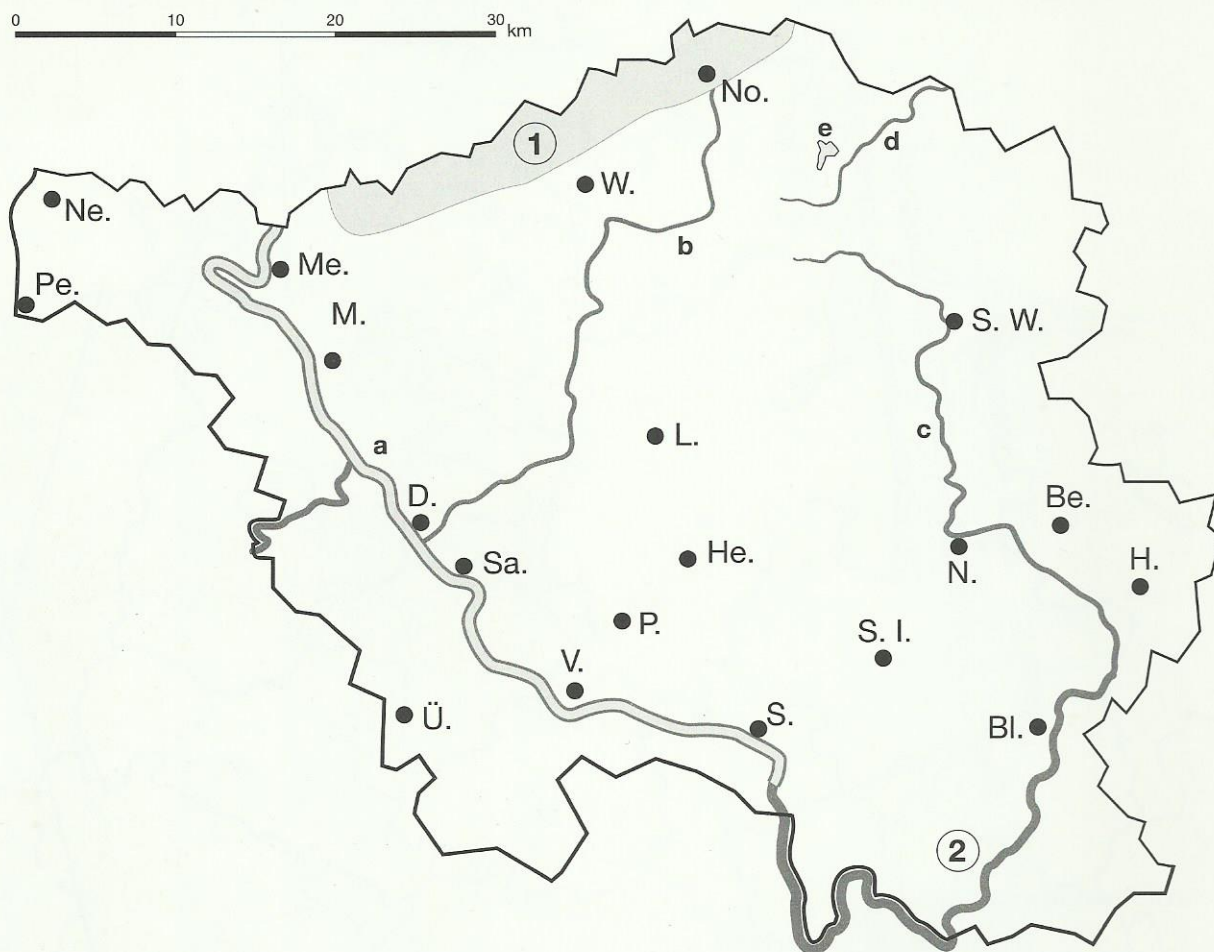 0 10 20 30 km
No.
1
e
d
W.
Ne.
b
Me.
Pe.
M.
S. W.
c
L.
a
D.
Be.
Sa.
He.
N.
H.
P.
S. I.
V.
Ü.
S.
Bl.
2